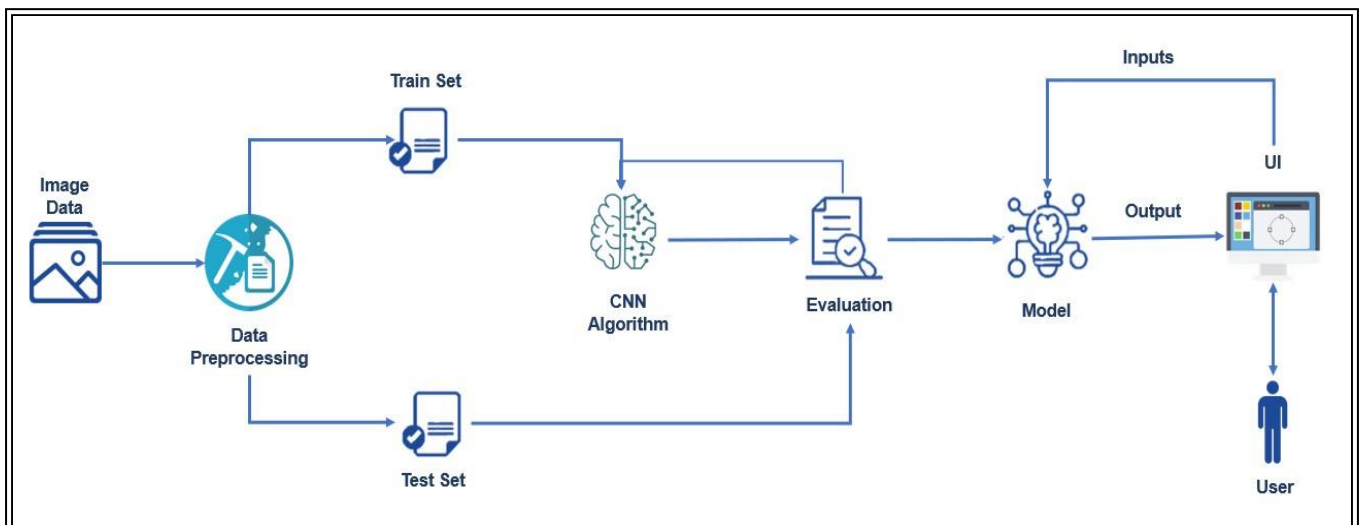 Image
Data
Data
Preprocessing
Train Set
Test Set
CNN
Algorithm
Evaluation
Model
Inputs
Output
UI
User